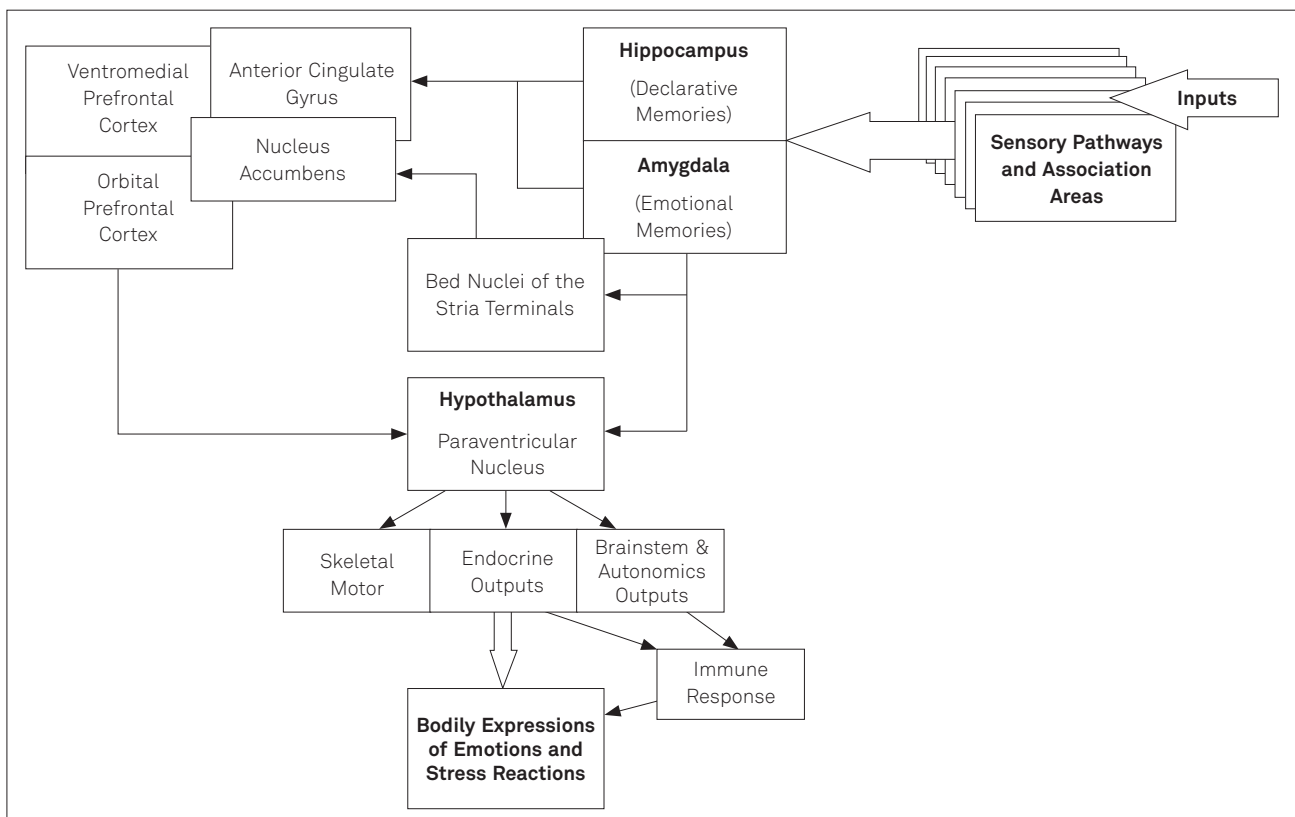 Ventromedial
Prefrontal
Cortex
Anterior Cingulate
Gyrus
Nucleus
Accumbens
Orbital
Prefrontal
Cortex
Hippocampus
(Declarative
Memories)
Amygdala
(Emotional
Memories)
Inputs
Sensory Pathways
and Association
Areas
Bed Nuclei of the
Stria Terminals
Hypothalamus
Paraventricular
Nucleus
Skeletal
Motor
Endocrine
Outputs
Brainstem &
Autonomics
Outputs
Immune
Response
Bodily Expressions
of Emotions and
Stress Reactions